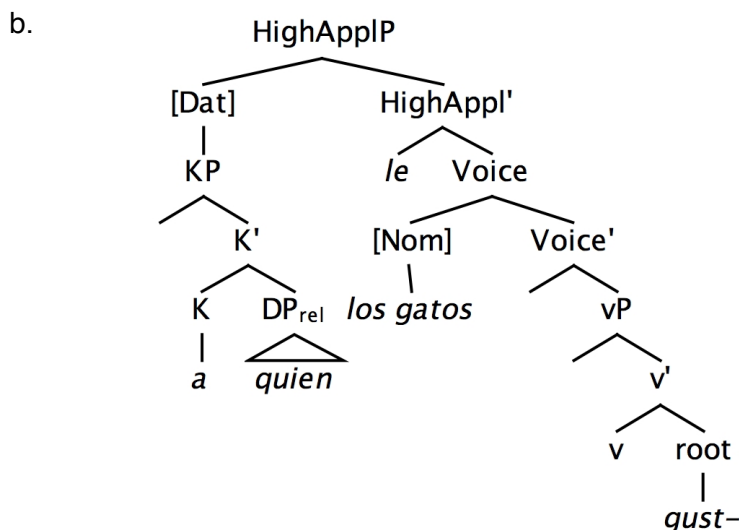 b.
HighApplP
[Dat] HighAppl'
KP le Voice
K' [Nom] Voice'
K DPrel los gatos vP
a quien v'
v root
gust–